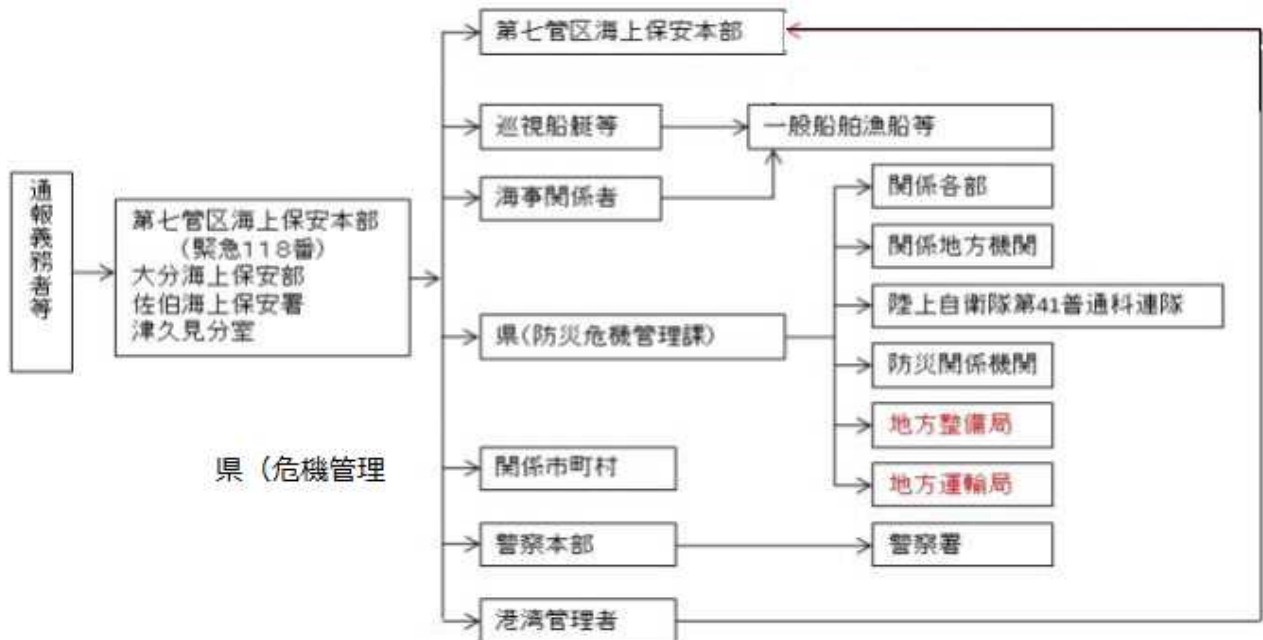 通報義務者等
第七管区海上保安本部
（緊急118番）
大分海上保安部
佐伯海上保安署
津久見分室
第七管区海上保安本部
巡視船艇等
一般船舶漁船等
海事関係者
県(防災危機管理課)
関係各部
関係地方機関
陸上自衛隊第41普通科連隊
防災関係機関
地方整備局
地方運輸局
県（危機管理
関係市町村
警察本部
警察署
港湾管理者